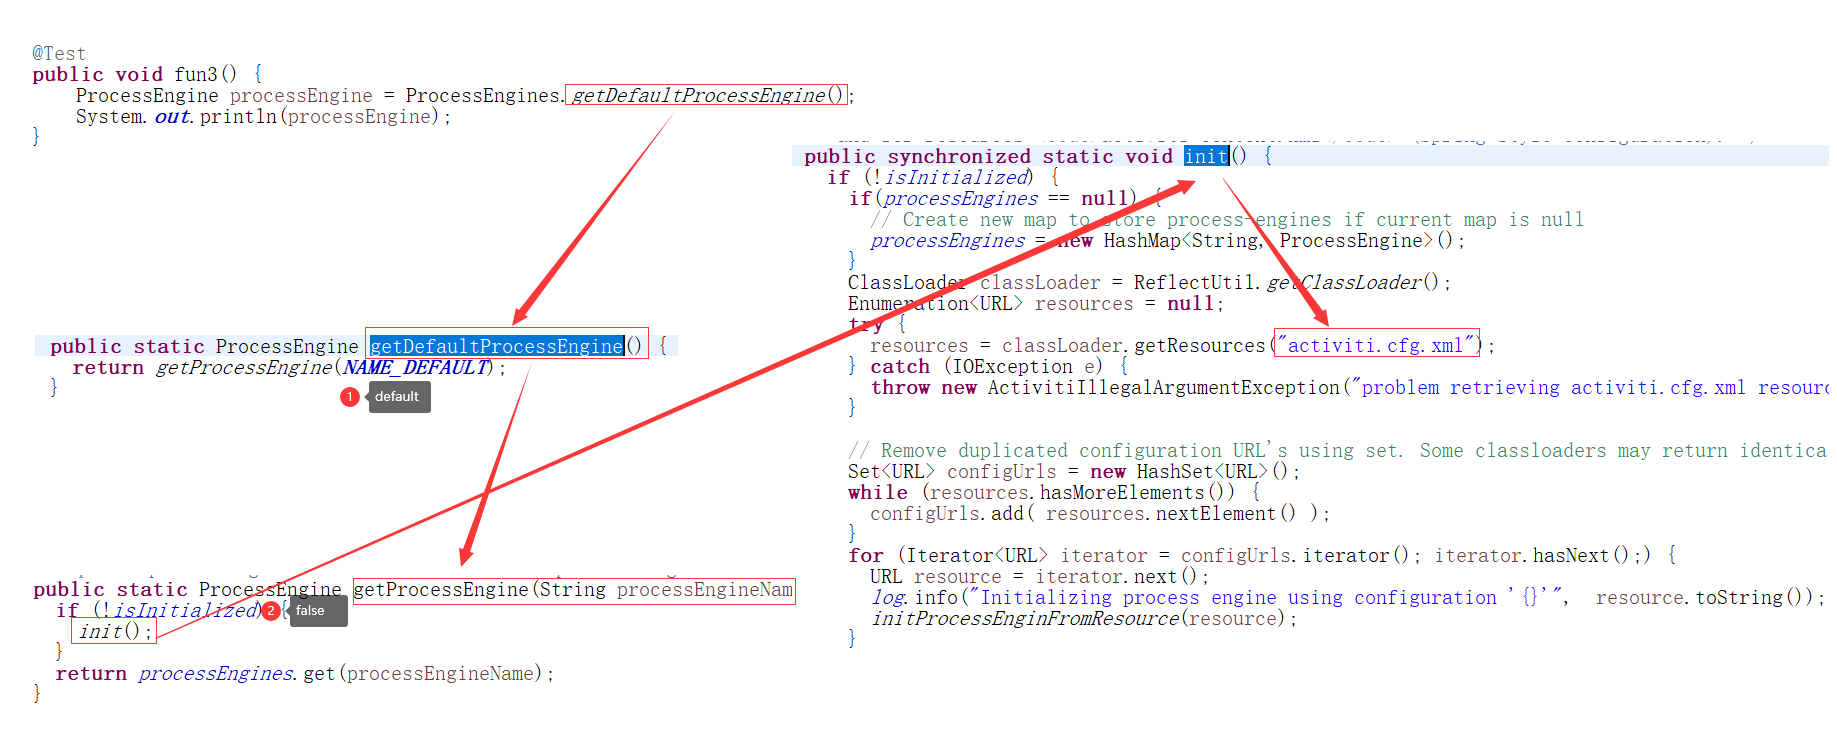 @Test
public void fun3() {
ProcessEngine processEngine = ProcessEngines.getDefaultProcessEngine();
System.out.println(processEngine);
}
public static ProcessEngine getDefaultProcessEngine() {
return getProcessEngine(NAME_DEFAULT);
}
1 default
public static ProcessEngine getProcessEngine(String processEngineNam
if (!isInitialized) {
2 false
init();
}
return processEngines.get(processEngineName);
}
public synchronized static void init() {
if (!isInitialized) {
if(processEngines == null) {
// Create new map to store process-engines if current map is null
processEngines = new HashMap<String, ProcessEngine>();
}
ClassLoader classLoader = ReflectUtil.getClassLoader();
Enumeration<URL> resources = null;
try {
resources = classLoader.getResources("activiti.cfg.xml");
} catch (IOException e) {
throw new ActivitiIllegalArgumentException("problem retrieving activiti.cfg.xml resourc
}
// Remove duplicated configuration URL's using set. Some classloaders may return identica
Set<URL> configUrls = new HashSet<URL>();
while (resources.hasMoreElements()) {
configUrls.add( resources.nextElement() );
}
for (Iterator<URL> iterator = configUrls.iterator(); iterator.hasNext();) {
URL resource = iterator.next();
log.info("Initializing process engine using configuration '{}'",  resource.toString());
initProcessEnginFromResource(resource);
}